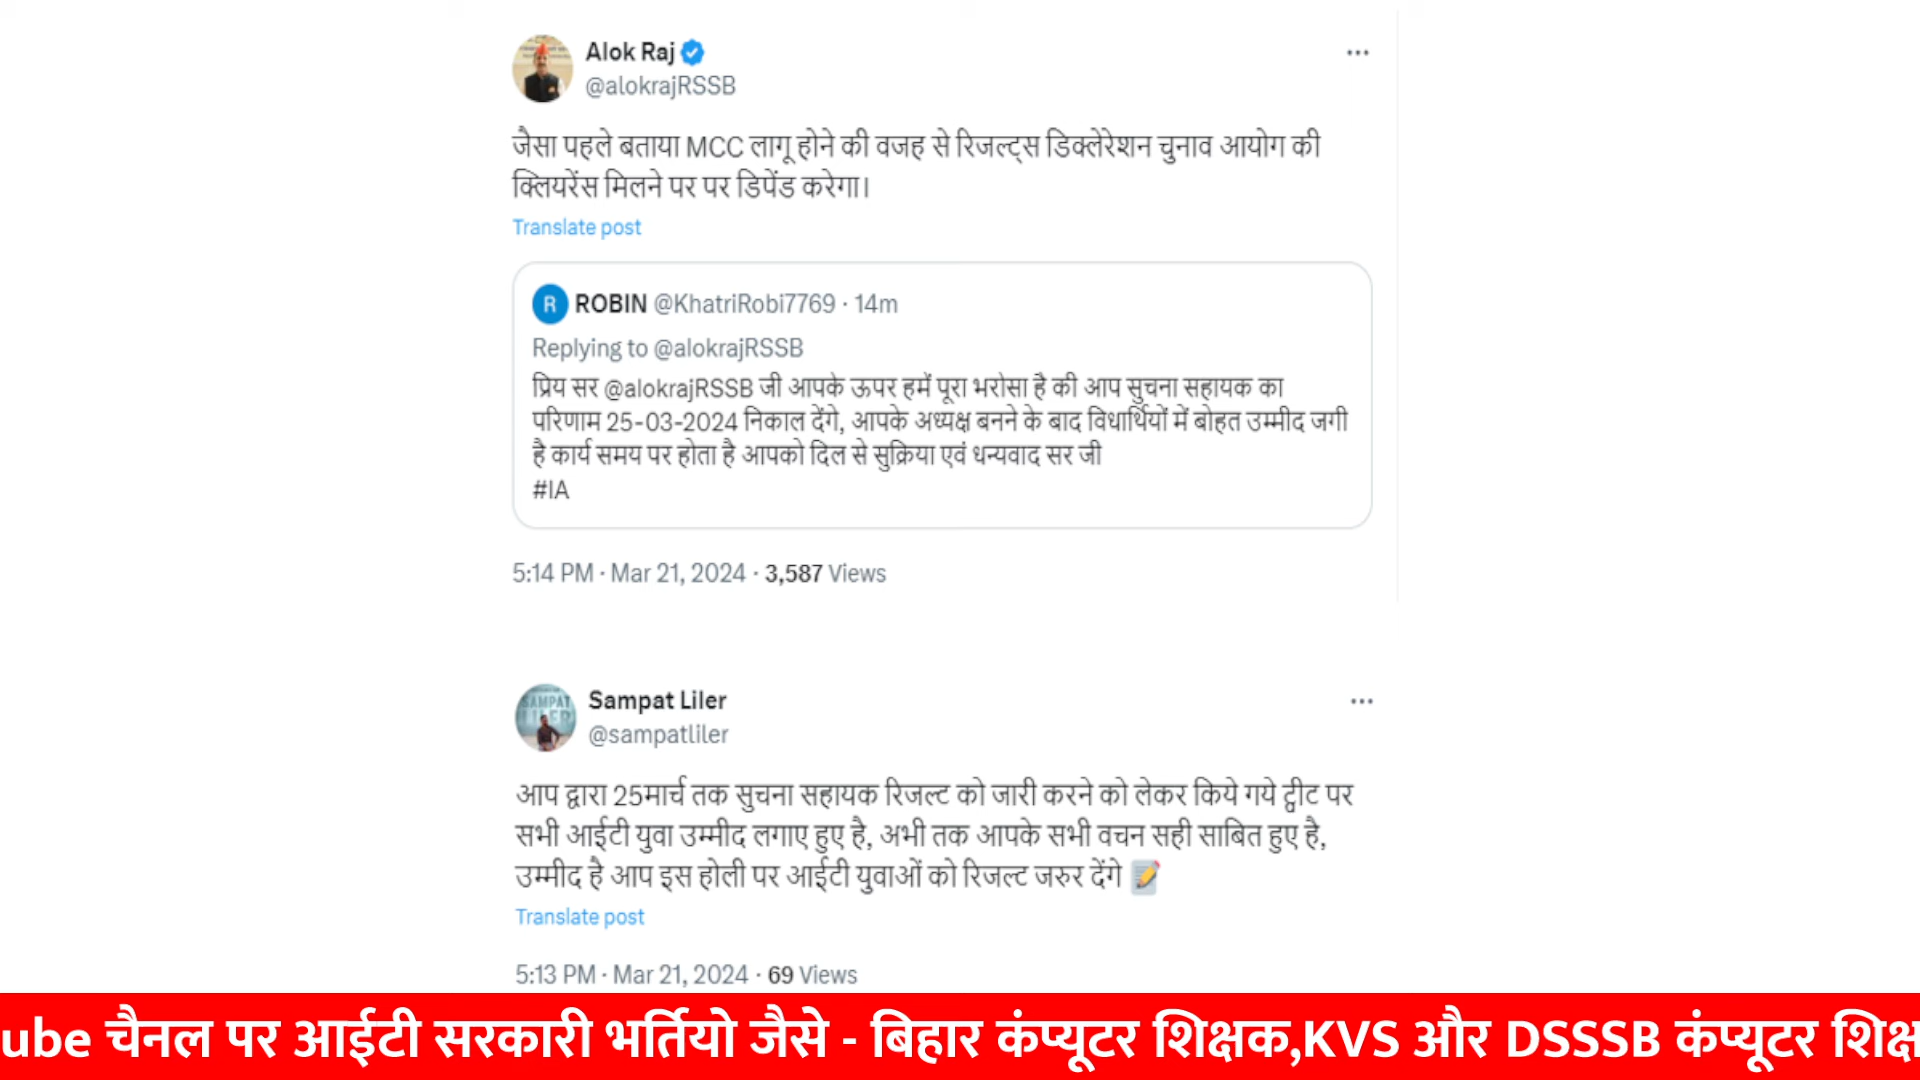 Alok Raj
@alokrajRSSB
जैसा पहले बताया MCC लागू होने की वजह से रिजल्ट्स डिक्लेरेशन चुनाव आयोग की
क्लियरेंस मिलने पर पर डिपेंड करेगा।
Translate post
R ROBIN @KhatriRobi7769 · 14m
Replying to @alokrajRSSB
प्रिय सर @alokrajRSSB जी आपके ऊपर हमें पूरा भरोसा है की आप सुचना सहायक का
परिणाम 25-03-2024 निकाल देंगे, आपके अध्यक्ष बनने के बाद विधार्थियों में बोहत उम्मीद जगी
है कार्य समय पर होता है आपको दिल से सुक्रिया एवं धन्यवाद सर जी
#IA
5:14 PM · Mar 21, 2024 · 3,587 Views
SAMPAT
LILER
Sampat Liler
@sampatliler
आप द्वारा 25मार्च तक सुचना सहायक रिजल्ट को जारी करने को लेकर किये गये ट्वीट पर
सभी आईटी युवा उम्मीद लगाए हुए है, अभी तक आपके सभी वचन सही साबित हुए है,
उम्मीद है आप इस होली पर आईटी युवाओं को रिजल्ट जरुर देंगे 📝
Translate post
5:13 PM · Mar 21, 2024 · 69 Views
ube चैनल पर आईटी सरकारी भर्तियो जैसे - बिहार कंप्यूटर शिक्षक,KVS और DSSSB कंप्यूटर शिक्ष